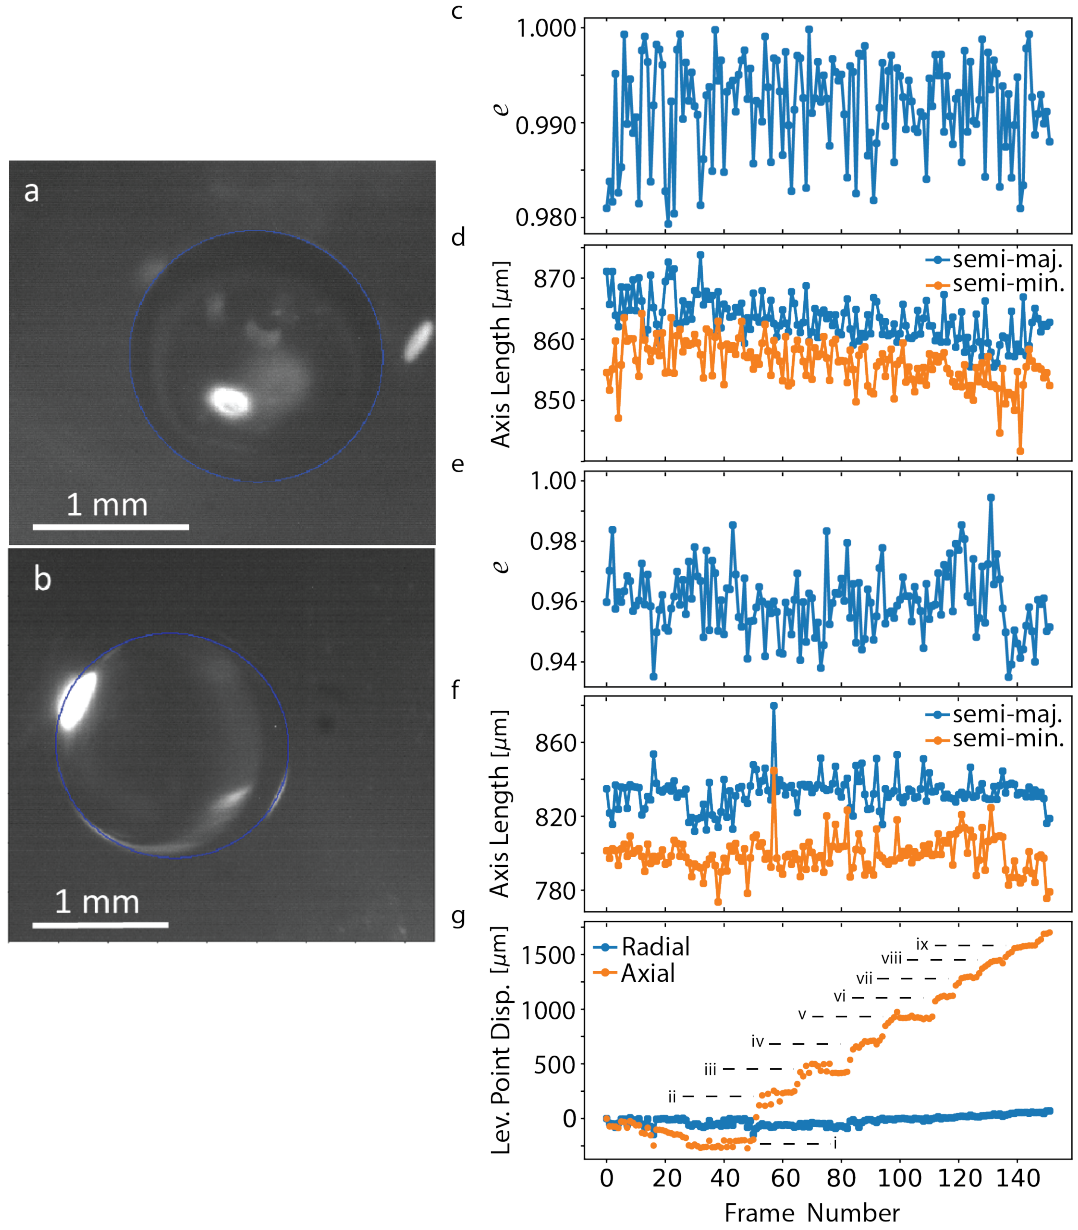 a
1 mm
b
1 mm
c
1.000
0.990
0.980
e
d
870
860
850
Axis Length [μm]
semi-maj.
semi-min.
e
1.00
0.98
0.96
0.94
e
f
860
820
780
Axis Length [μm]
semi-maj.
semi-min.
g
1500
1000
500
0
Lev. Point Disp. [μm]
Radial
Axial
ix
viii
vii
vi
v
iv
iii
ii
i
0 20 40 60 80 100 120 140
Frame Number